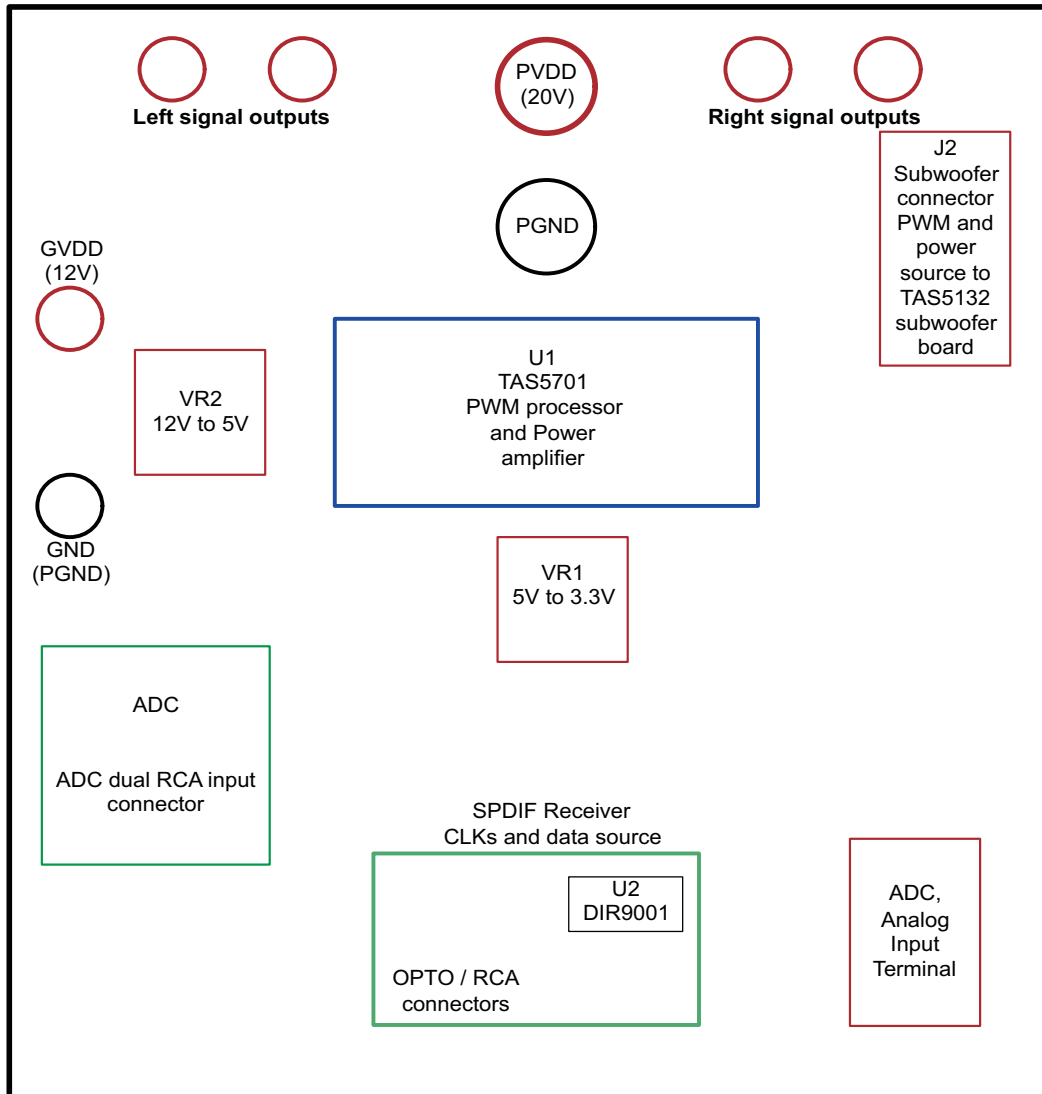 PVDD
(20V)
Left signal outputs
Right signal outputs
J2
Subwoofer
connector
PWM and
power
source to
TAS5132
subwoofer
board
PGND
GVDD
(12V)
VR2
12V to 5V
U1
TAS5701
PWM processor
and Power
amplifier
GND
(PGND)
VR1
5V to 3.3V
ADC
ADC dual RCA input
connector
SPDIF Receiver
CLKs and data source
U2
DIR9001
OPTO / RCA
connectors
ADC,
Analog
Input
Terminal